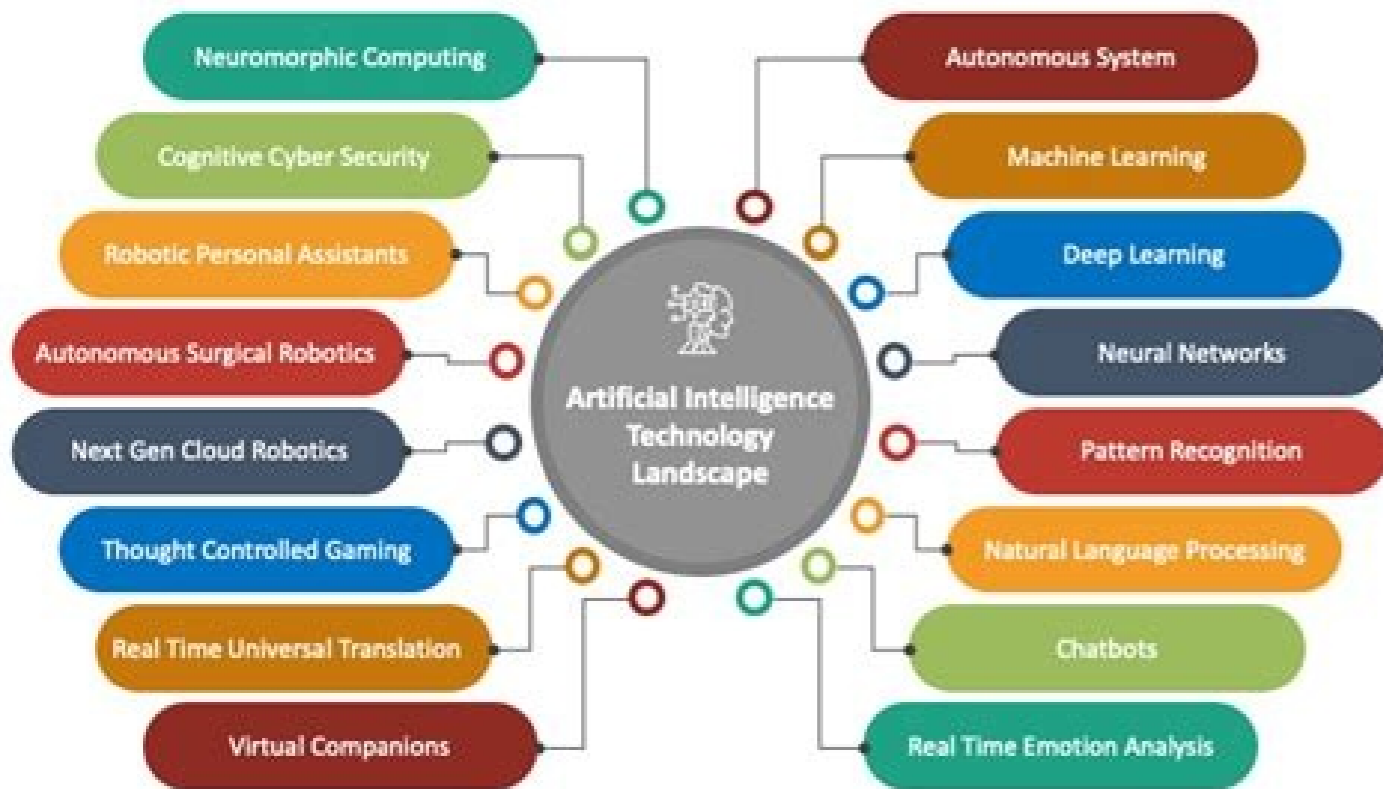 Neuromorphic Computing
Cognitive Cyber Security
Robotic Personal Assistants
Autonomous Surgical Robotics
Next Gen Cloud Robotics
Thought Controlled Gaming
Real Time Universal Translation
Virtual Companions
Artificial Intelligence
Technology
Landscape
Autonomous System
Machine Learning
Deep Learning
Neural Networks
Pattern Recognition
Natural Language Processing
Chatbots
Real Time Emotion Analysis